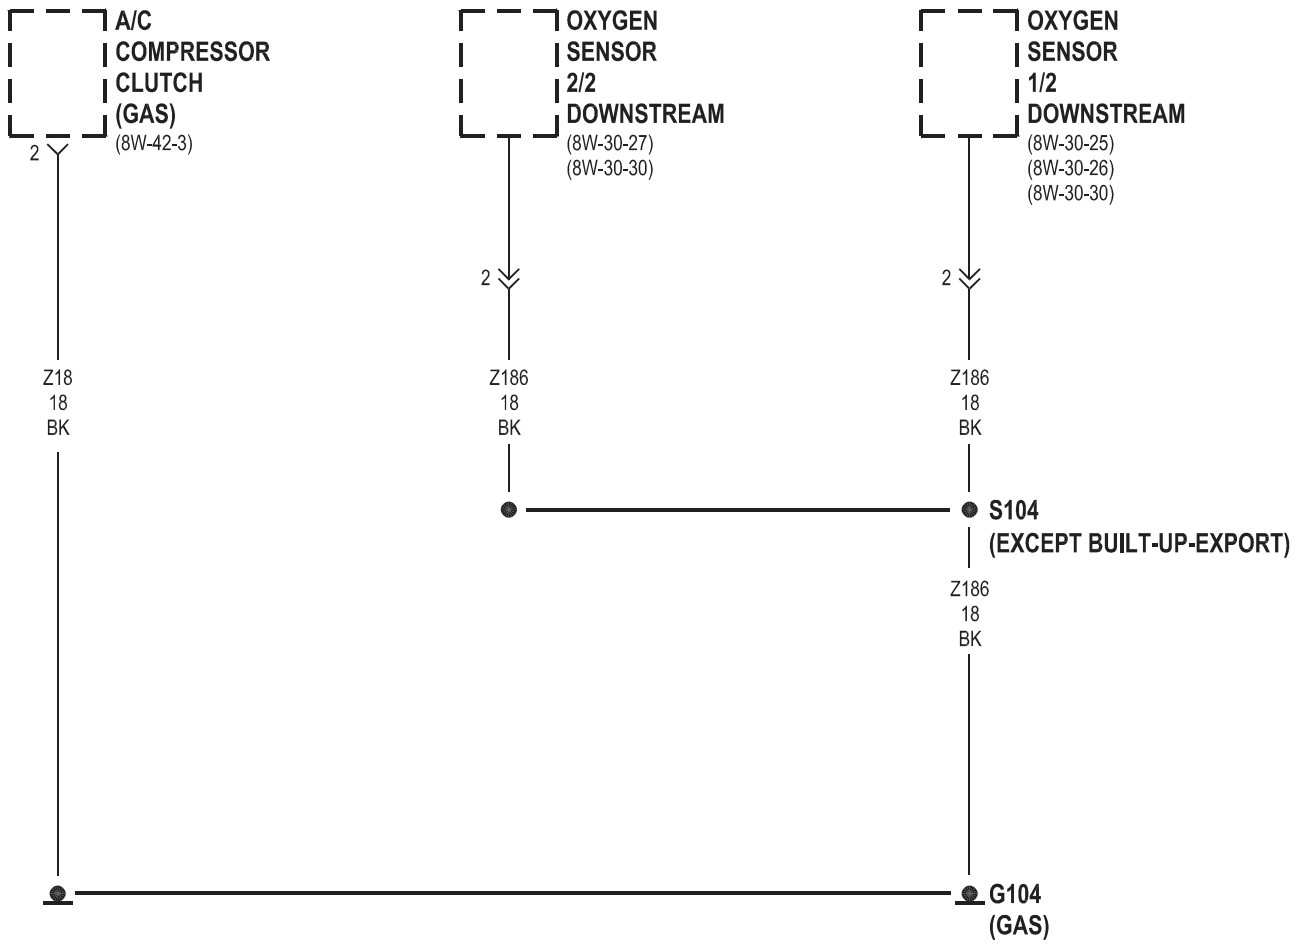 A/C
COMPRESSOR
CLUTCH
(GAS)
(8W-42-3)
2
Z18
18
BK
OXYGEN
SENSOR
2/2
DOWNSTREAM
(8W-30-27)
(8W-30-30)
2
Z186
18
BK
OXYGEN
SENSOR
1/2
DOWNSTREAM
(8W-30-25)
(8W-30-26)
(8W-30-30)
2
Z186
18
BK
S104
(EXCEPT BUILT-UP-EXPORT)
Z186
18
BK
G104
(GAS)